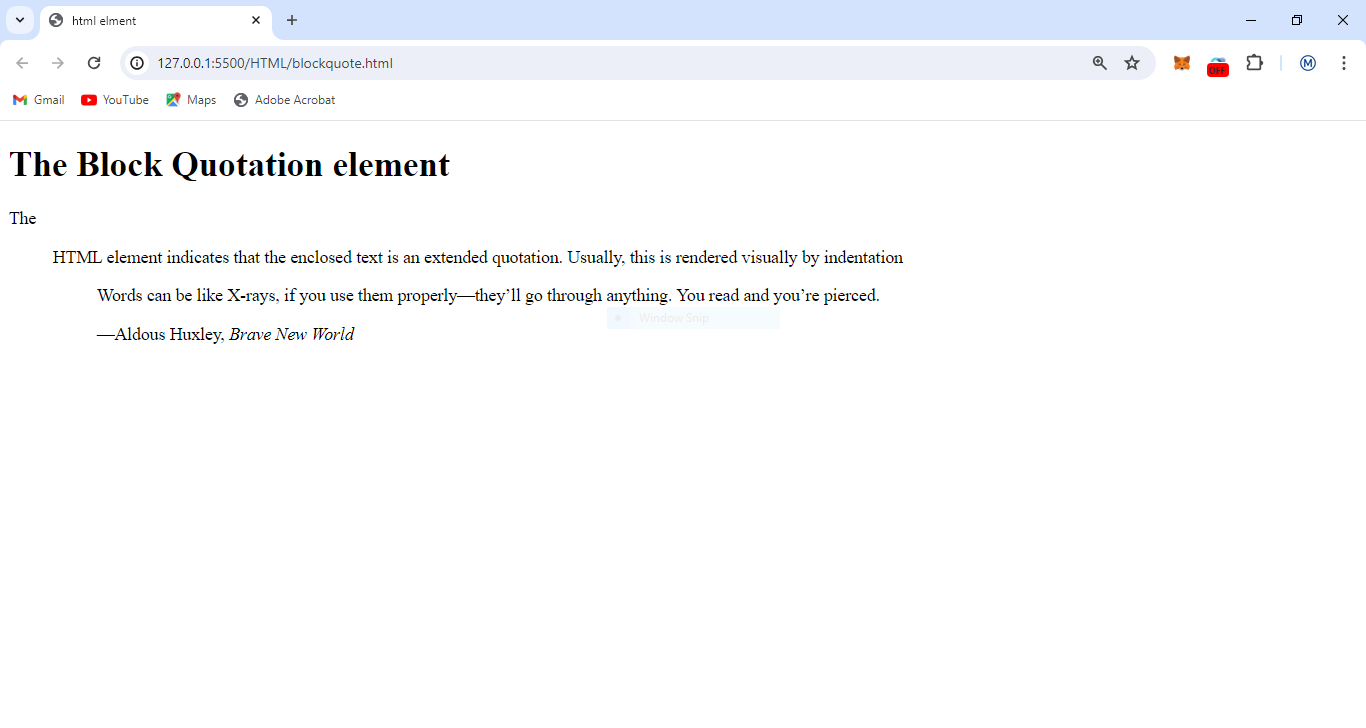 html elment
127.0.0.1:5500/HTML/blockquote.html
OFF
M
Gmail YouTube Maps Adobe Acrobat
The Block Quotation element
The
HTML element indicates that the enclosed text is an extended quotation. Usually, this is rendered visually by indentation
Words can be like X-rays, if you use them properly—they’ll go through anything. You read and you’re pierced.
Window Snip
—Aldous Huxley, Brave New World